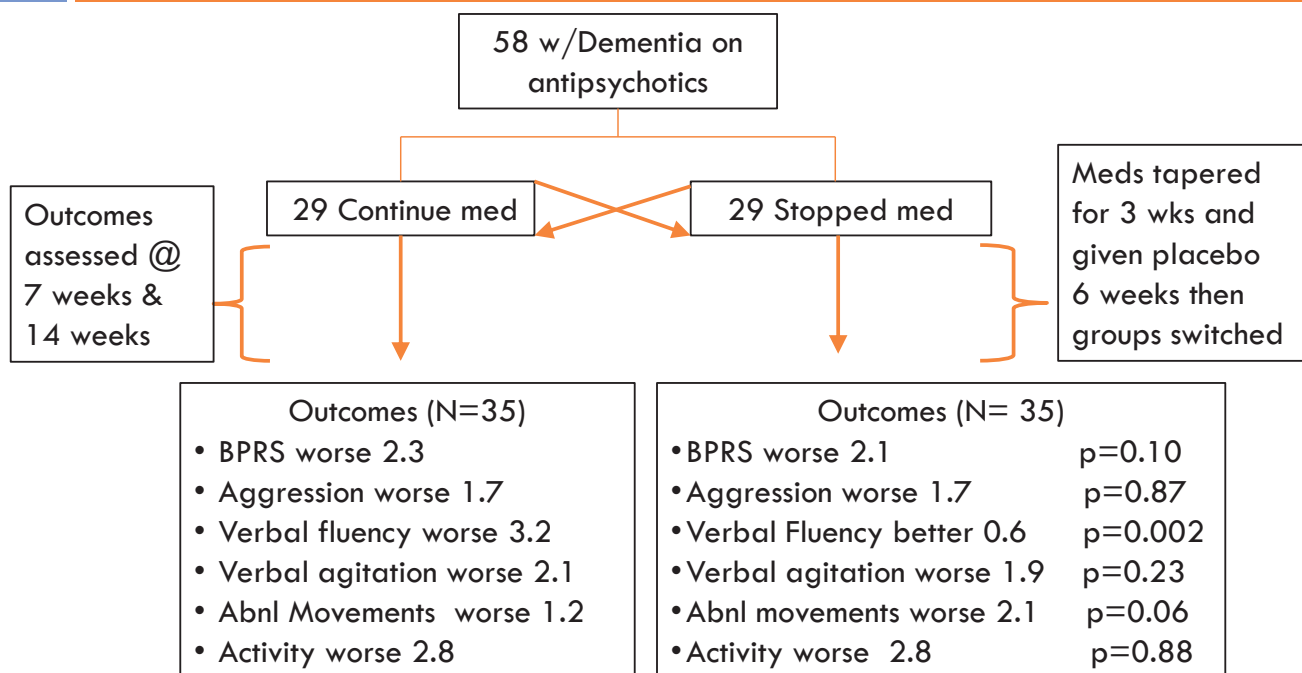 58 w/Dementia on
antipsychotics
29 Continue med
29 Stopped med
Outcomes
assessed @
7 weeks &
14 weeks
Meds tapered
for 3 wks and
given placebo
6 weeks then
groups switched
Outcomes (N=35)
• BPRS worse 2.3
• Aggression worse 1.7
• Verbal fluency worse 3.2
• Verbal agitation worse 2.1
• Abnl Movements worse 1.2
• Activity worse 2.8
Outcomes (N= 35)
•BPRS worse 2.1 p=0.10
•Aggression worse 1.7 p=0.87
•Verbal Fluency better 0.6 p=0.002
•Verbal agitation worse 1.9 p=0.23
•Abnl movements worse 2.1 p=0.06
•Activity worse 2.8 p=0.88